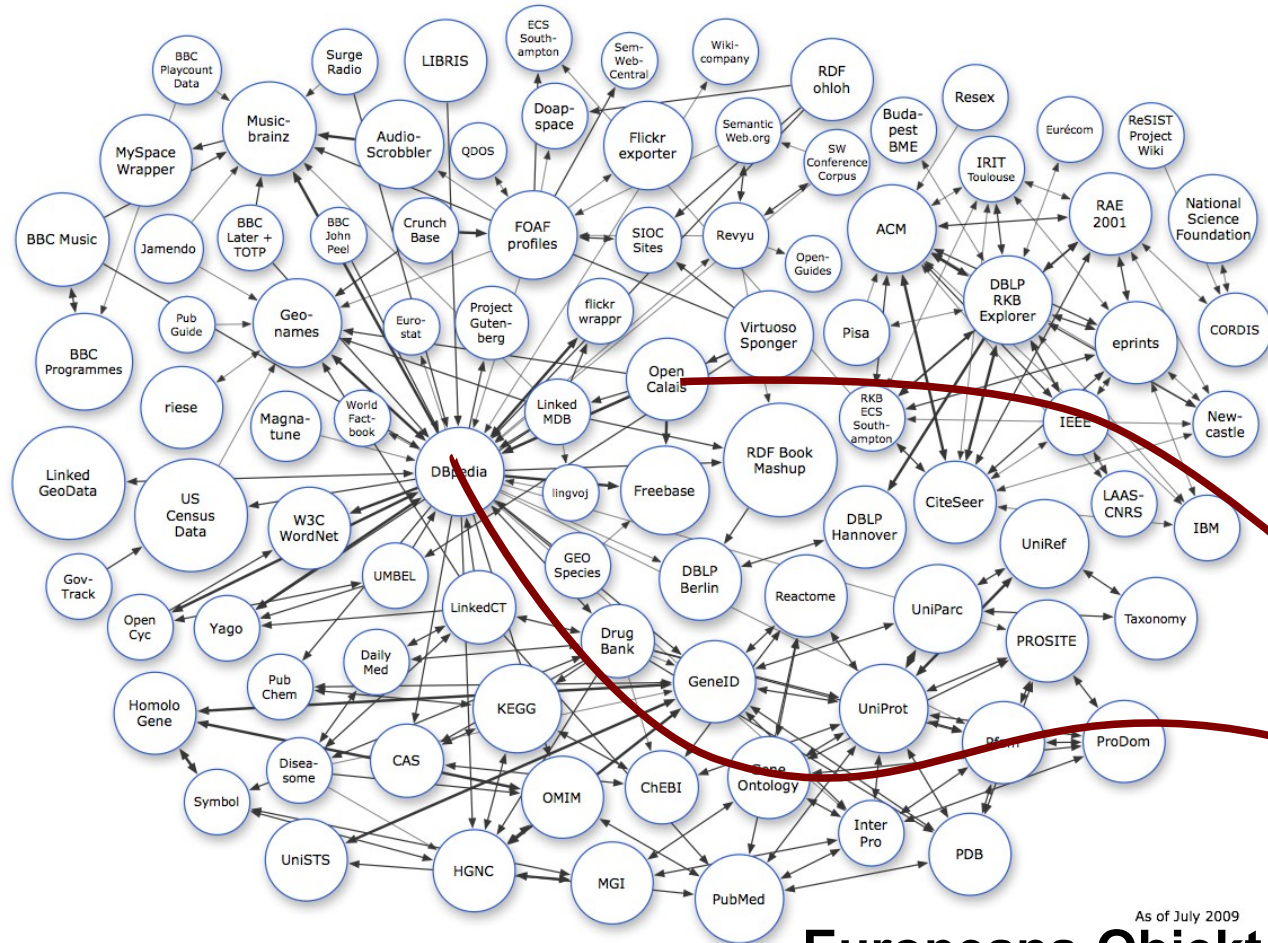 ECS
South-
ampton
BBC
Playcount
Data
Surge
Radio
LIBRIS
Sem-
Web-
Central
Wiki-
company
RDF
ohloh
Music-
brainz
Doap-
space
Resex
MySpace
Wrapper
Audio-
Scrobbler
QDOS
Flickr
exporter
Semantic
Web.org
SW
Conference
Corpus
Buda-
pest
BME
IRIT
Toulouse
Eurécom
ReSIST
Project
Wiki
BBC Music
Jamendo
BBC
Later +
TOTP
BBC
John
Peel
Crunch
Base
FOAF
profiles
SIOC
Sites
Revyu
Open-
Guides
ACM
RAE
2001
National
Science
Foundation
DBLP
RKB
Explorer
Pub
Guide
Geo-
names
Euro-
stat
Project
Guten-
berg
flickr
wrappr
Virtuoso
Sponger
Pisa
eprints
CORDIS
BBC
Programmes
riese
Magna-
tune
World
Fact-
book
Linked
MDB
Open
Calais
RKB
ECS
South-
ampton
IEEE
New-
castle
Linked
GeoData
US
Census
Data
W3C
WordNet
DBpedia
lingvoj
Freebase
RDF Book
Mashup
DBLP
Hannover
CiteSeer
LAAS-
CNRS
IBM
Gov-
Track
Open
Cyc
Yago
UMBEL
LinkedCT
GEO
Species
DBLP
Berlin
Reactome
UniParc
UniRef
Taxonomy
PROSITE
Daily
Med
Pub
Chem
Drug
Bank
GeneID
Homolo
Gene
KEGG
UniProt
Pfam
ProDom
Symbol
Disea-
some
CAS
OMIM
ChEBI
Gene
Ontology
Inter
Pro
PDB
UniSTS
HGNC
MGI
PubMed
As of July 2009
Europeana Objekt